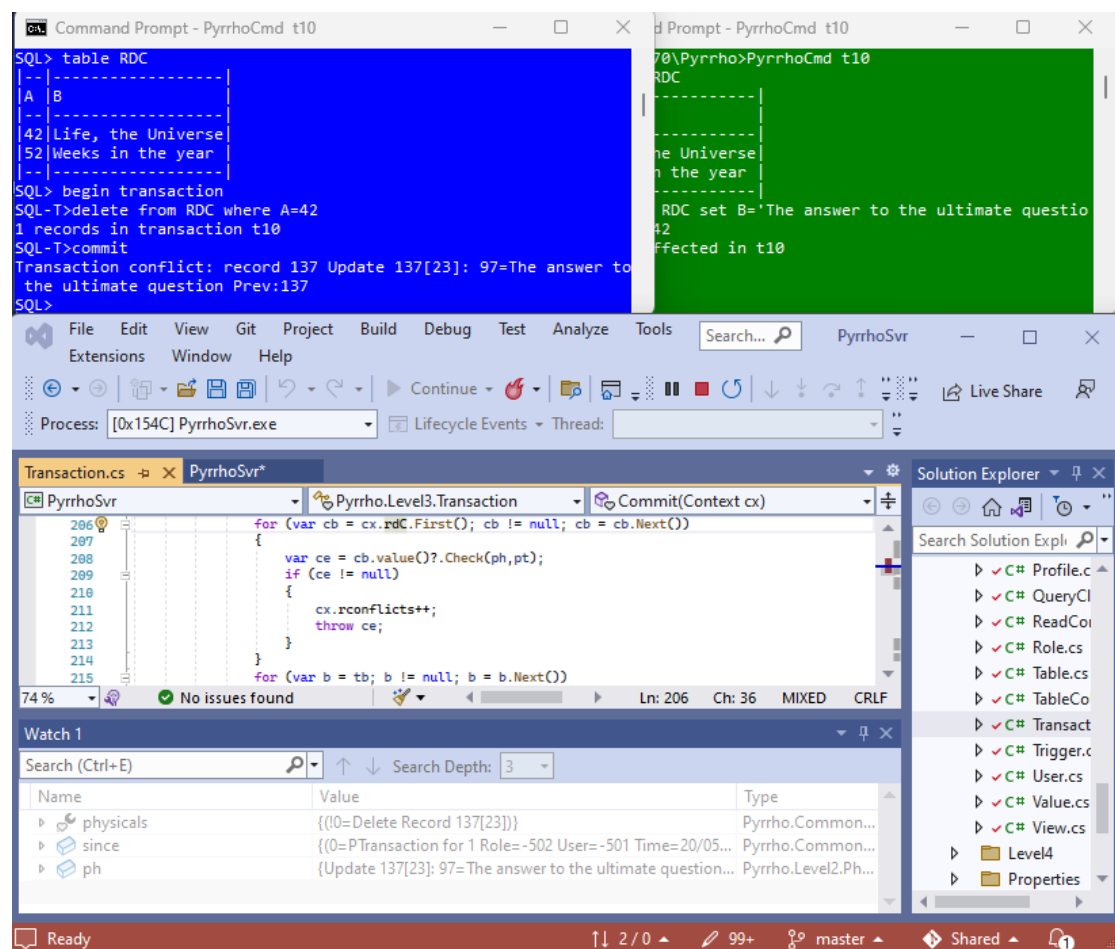 Command Prompt - PyrrhoCmd t10
SQL> table RDC
|--|------------------|
|A |B                 |
|--|------------------|
|42|Life, the Universe|
|52|Weeks in the year |
|--|------------------|
SQL> begin transaction
SQL-T>delete from RDC where A=42
1 records in transaction t10
SQL-T>commit
Transaction conflict: record 137 Update 137[23]: 97=The answer to
 the ultimate question Prev:137
SQL>
d Prompt - PyrrhoCmd t10
70\Pyrrho>PyrrhoCmd t10
RDC
-----------|
|
-----------|
he Universe|
n the year |
-----------|
RDC set B='The answer to the ultimate questio
42
ffected in t10
File Edit View Git Project Build Debug Test Analyze Tools
Search...
PyrrhoSvr
Extensions Window Help
Continue
Live Share
Process: [0x154C] PyrrhoSvr.exe
Lifecycle Events
Thread:
Transaction.cs
PyrrhoSvr*
C# PyrrhoSvr
Pyrrho.Level3.Transaction
Commit(Context cx)
206 for (var cb = cx.rdC.First(); cb != null; cb = cb.Next())
207 {
208 var ce = cb.value()?.Check(ph,pt);
209 if (ce != null)
210 {
211 cx.rconflicts++;
212 throw ce;
213 }
214 }
215 for (var b = tb; b != null; b = b.Next())
74 %
No issues found
Ln: 206 Ch: 36 MIXED CRLF
Watch 1
Search (Ctrl+E)
Search Depth: 3
Name Value Type
physicals {(!0=Delete Record 137[23])} Pyrrho.Common...
since {(0=PTransaction for 1 Role=-502 User=-501 Time=20/05... Pyrrho.Common...
ph {Update 137[23]: 97=The answer to the ultimate question... Pyrrho.Level2.Ph...
Solution Explorer
Search Solution Expl
C# Profile.c
C# QueryCl
C# ReadCon
C# Role.cs
C# Table.cs
C# TableCo
C# Transact
C# Trigger.c
C# User.cs
C# Value.cs
C# View.cs
Level4
Properties
Ready
2 / 0
99+
master
Shared
1